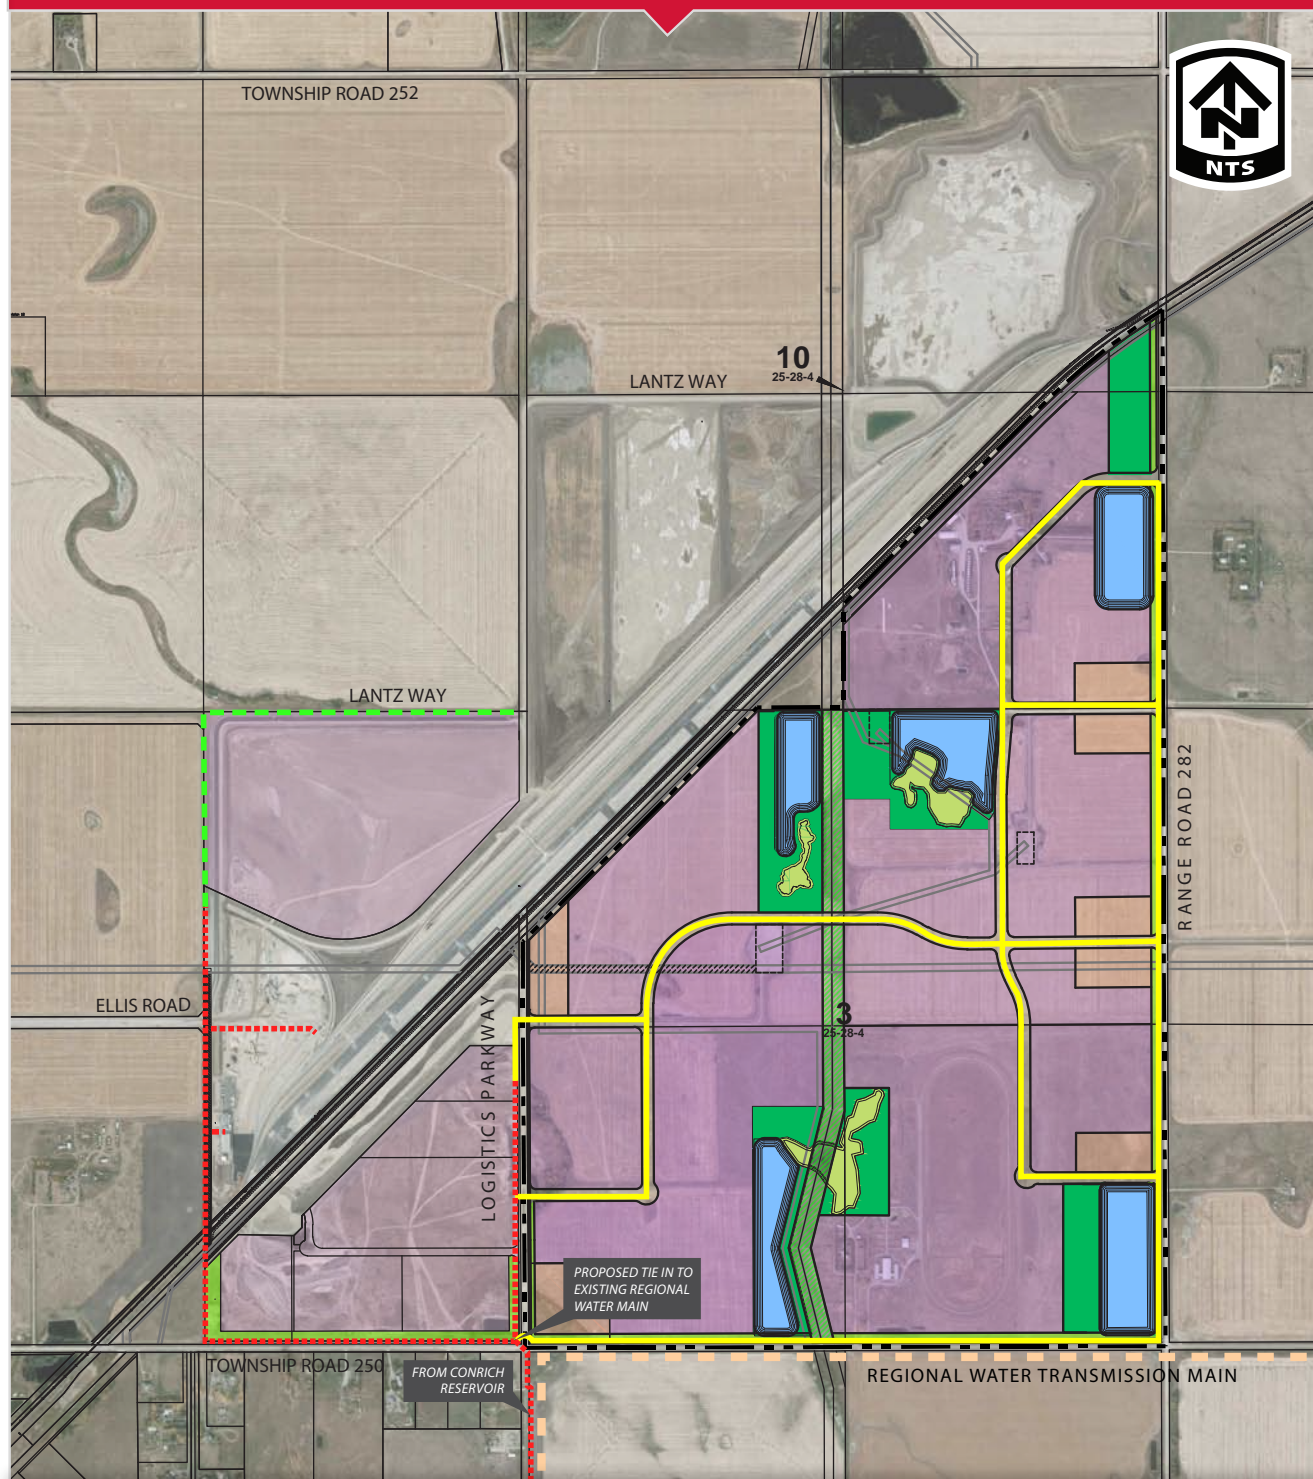 TOWNSHIP ROAD 252
NTS
10
25-28-4
LANTZ WAY
LANTZ WAY
RANGE ROAD 282
ELLIS ROAD
LOGISTICS PARKWAY
3
25-28-4
PROPOSED TIE IN TO
EXISTING REGIONAL
WATER MAIN
TOWNSHIP ROAD 250
FROM CONRICH
RESERVOIR
REGIONAL WATER TRANSMISSION MAIN